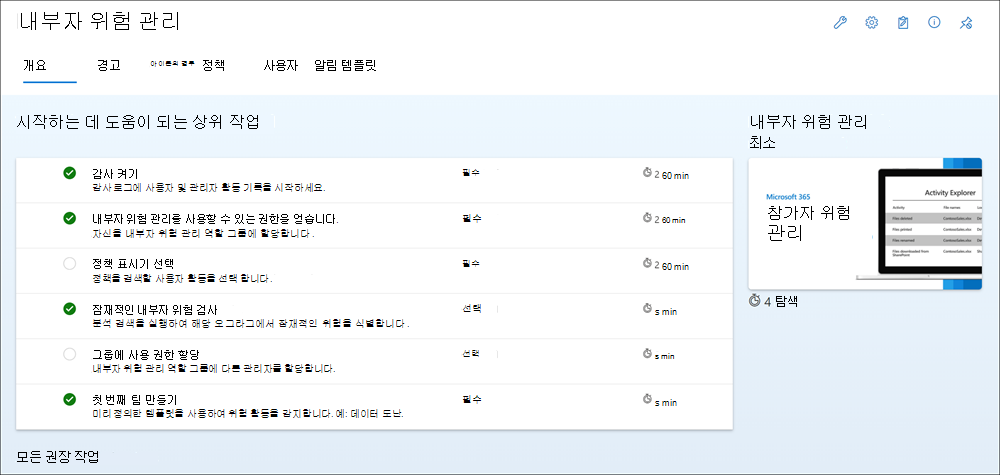 내부자 위험 관리
개요 경고 아이튠의 경우 정책 사용자 알림 템플릿
시작하는 데 도움이 되는 상위 작업
감사 켜기 필수 2 60 min
감사 로그에 사용자 및 관리자 활동 기록을 시작하세요.
내부자 위험 관리를 사용할 수 있는 권한을 얻습니다. 필수 2 60 min
자신을 내부자 위험 관리 역할 그룹에 할당합니다.
정책 표시기 선택 필수 2 60 min
정책을 검색할 사용자 활동을 선택 합니다.
잠재적인 내부자 위험 검사 선택 s min
분석 검색을 실행하여 해당 오그라그에서 잠재적인 위험을 식별합니다.
그룹에 사용 권한 할당 선택 s min
내부자 위험 관리 역할 그룹에 다른 관리자를 할당합니다.
첫 번째 팀 만들기 필수 s min
미리 정의된 템플릿을 사용하여 위험 활동을 감지합니다. 예: 데이터 도난.
모든 권장 작업
내부자 위험 관리
최소
Microsoft 365
참가자 위험
관리
Activity Explorer
Activity File names
Files deleted ContosoSales.xlsx
Files printed ContosoSales.xlsx
Files renamed ContosoSales.xlsx
Files downloaded from ContosoSales.xlsx
SharePoint
4 탐색